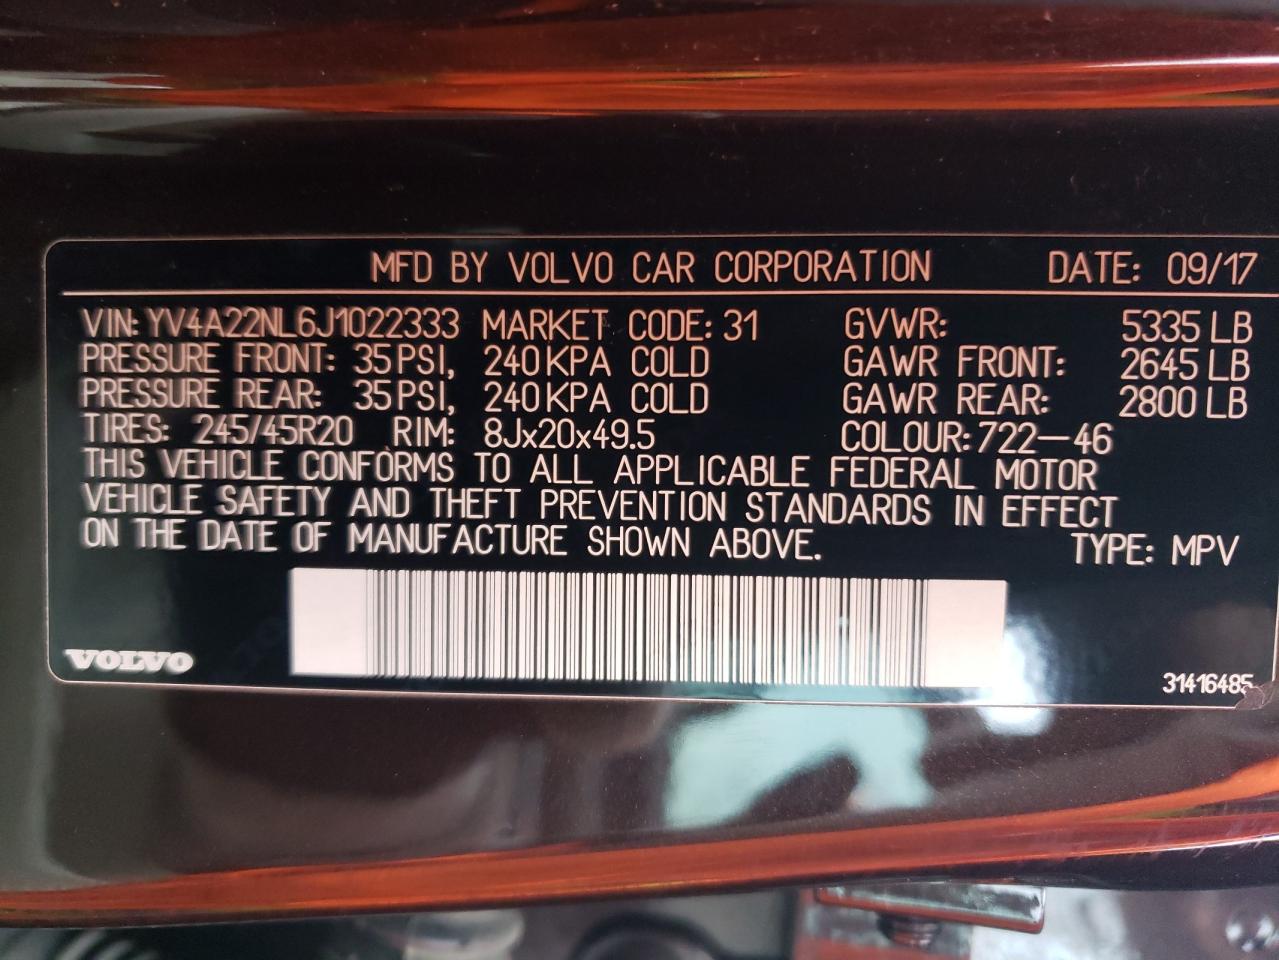 MFD BY VOLVO CAR CORPORATION DATE: 09/17
VIN: YV4A22NL6J1022333 MARKET CODE: 31 GVWR: 5335 LB
PRESSURE FRONT: 35 PSI, 240 KPA COLD GAWR FRONT: 2645 LB
PRESSURE REAR: 35 PSI, 240 KPA COLD GAWR REAR: 2800 LB
TIRES: 245/45R20 RIM: 8Jx20x49.5 COLOUR: 722-46
THIS VEHICLE CONFORMS TO ALL APPLICABLE FEDERAL MOTOR
VEHICLE SAFETY AND THEFT PREVENTION STANDARDS IN EFFECT
ON THE DATE OF MANUFACTURE SHOWN ABOVE. TYPE: MPV
VOLVO 31416485